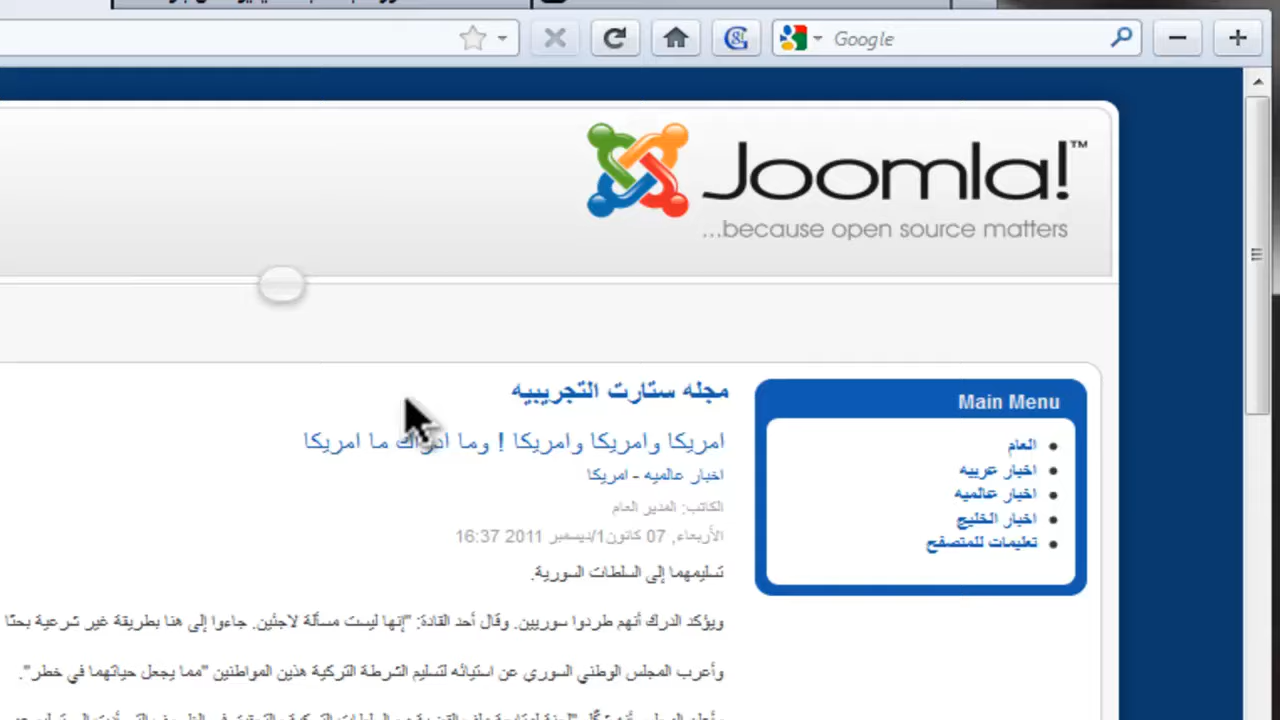 Google
Joomla!™
...because open source matters
Main Menu
العام
اخبار عربيه
اخبار عالميه
اخبار الخليج
تعليمات للمتصفح
مجله ستارت التجريبيه
امريكا وامريكا وامريكا ! وما ادراك ما امريكا
اخبار عالميه - امريكا
الكاتب: المدير العام
الأربعاء, 07 كانون1/ديسمبر 2011 16:37
تسليمهما إلى السلطات السورية.
ويؤكد الدرك أنهم طردوا سوريين. وقال أحد القادة: "إنها ليست مسألة لاجئين. جاءوا إلى هنا بطريقة غير شرعية بحثا
وأعرب المجلس الوطني السوري عن استيائه لتسليم الشرطة التركية هذين المواطنين "مما يجعل حياتهما في خطر".